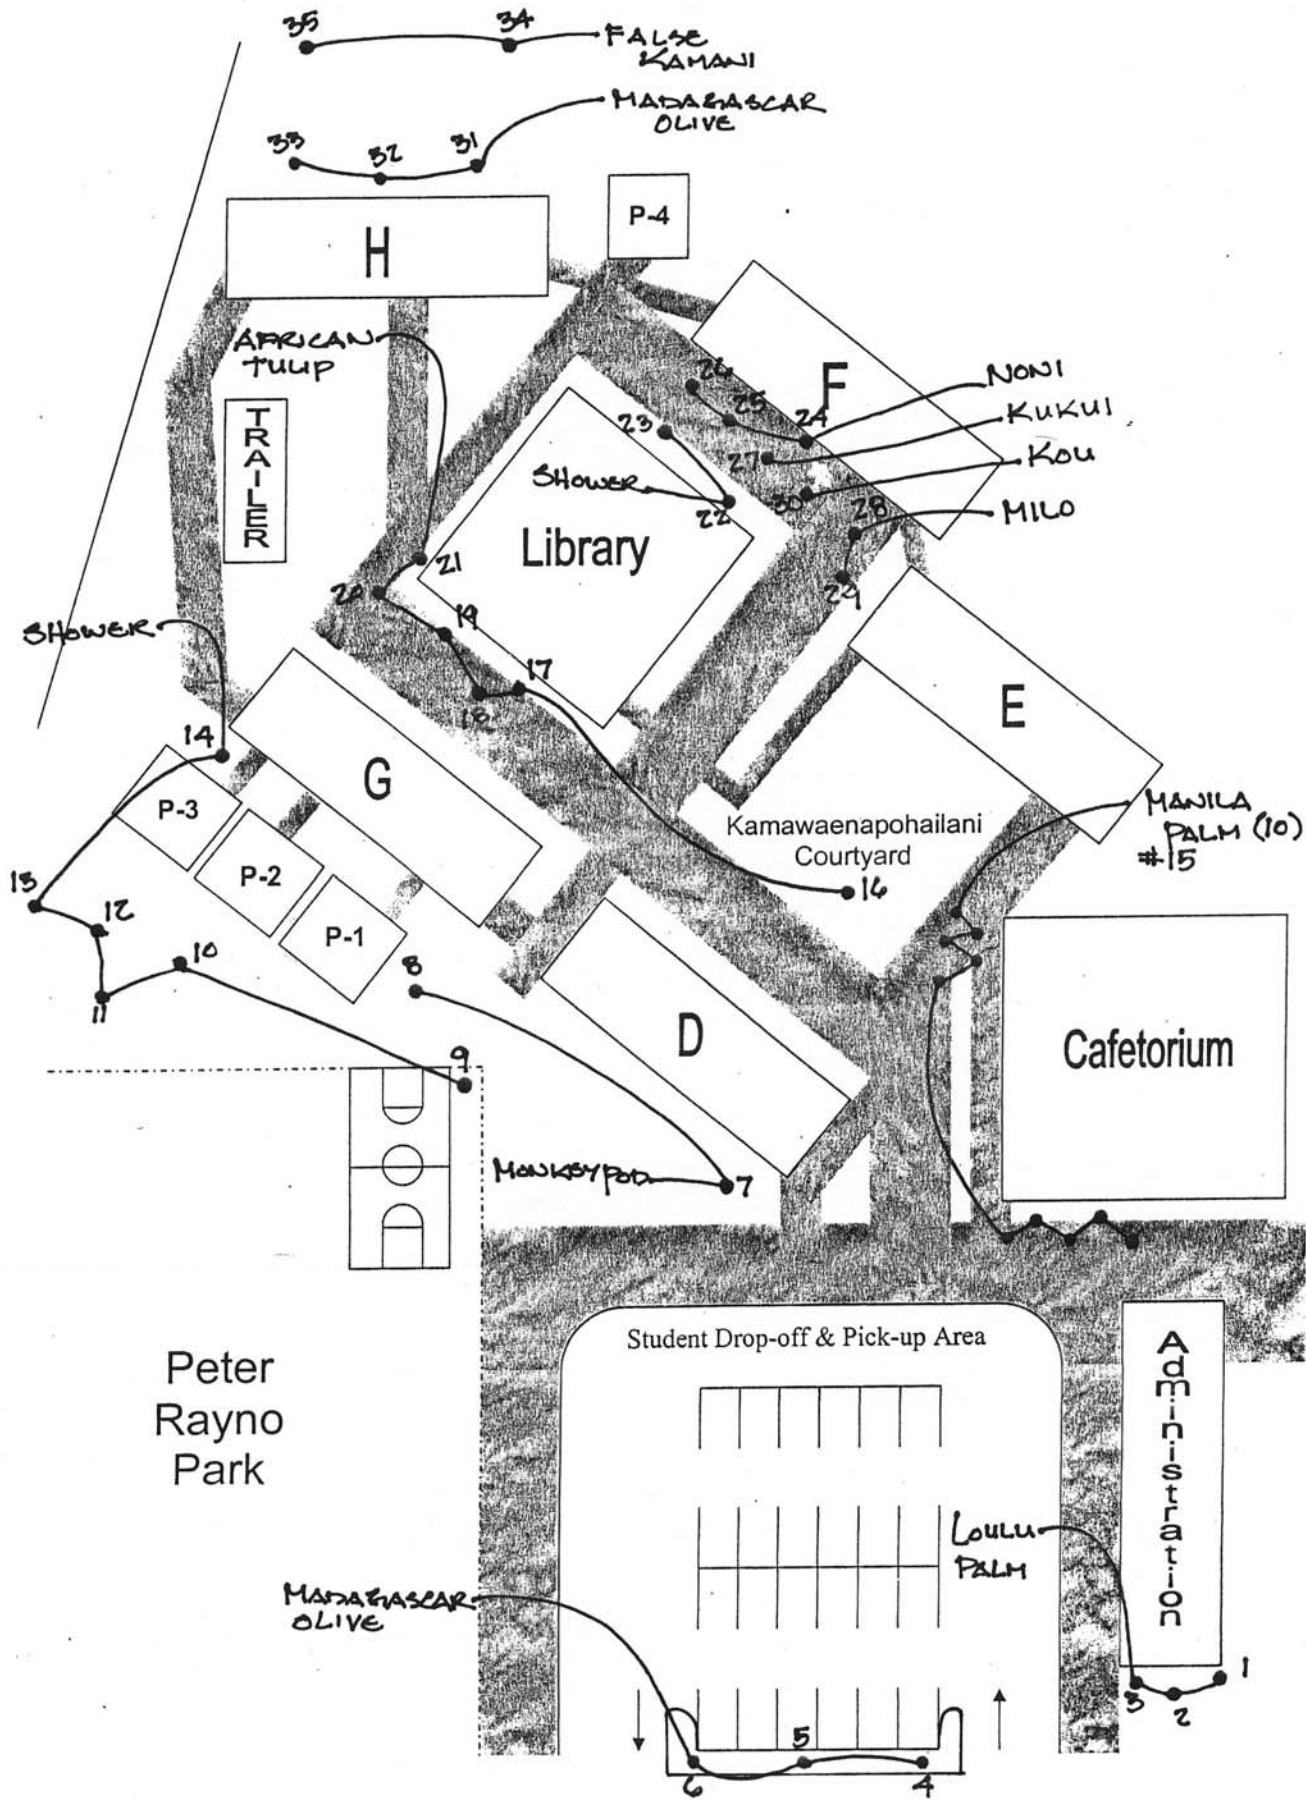 35
34
FALSE
KAMANI
MADAGASCAR
OLIVE
33
32
31
P-4
H
AFRICAN
TULIP
TRAILER
F
26
25
24
NONI
KUKUI
KOU
MILO
23
27
SHOWER
22
30
28
29
Library
21
20
19
SHOWER
17
18
E
14
G
P-3
P-2
P-1
Kamawaenapohailani
Courtyard
MANILA
PALM (10)
#15
16
13
12
10
11
8
9
D
Cafetorium
MONKEYPOD
7
Student Drop-off & Pick-up Area
Peter
Rayno
Park
Administration
LOULU
PALM
MADAGASCAR
OLIVE
1
3
2
5
6
4